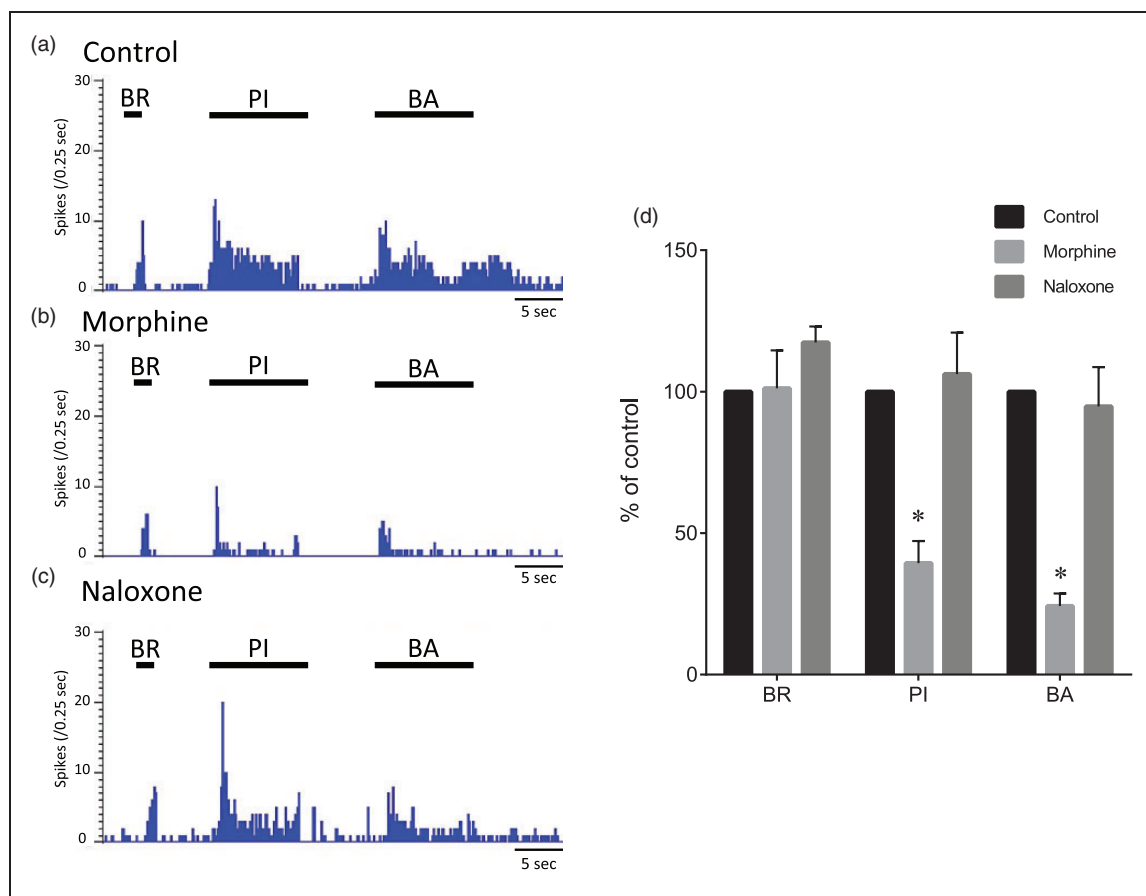 (a) Control
30
20
10
0
Spikes (/0.25 sec)
BR PI BA
5 sec
(b) Morphine
30
20
10
0
Spikes (/0.25 sec)
BR PI BA
5 sec
(c) Naloxone
30
20
10
0
Spikes (/0.25 sec)
BR PI BA
5 sec
(d)
Control
Morphine
Naloxone
150
100
50
0
% of control
* *
BR PI BA